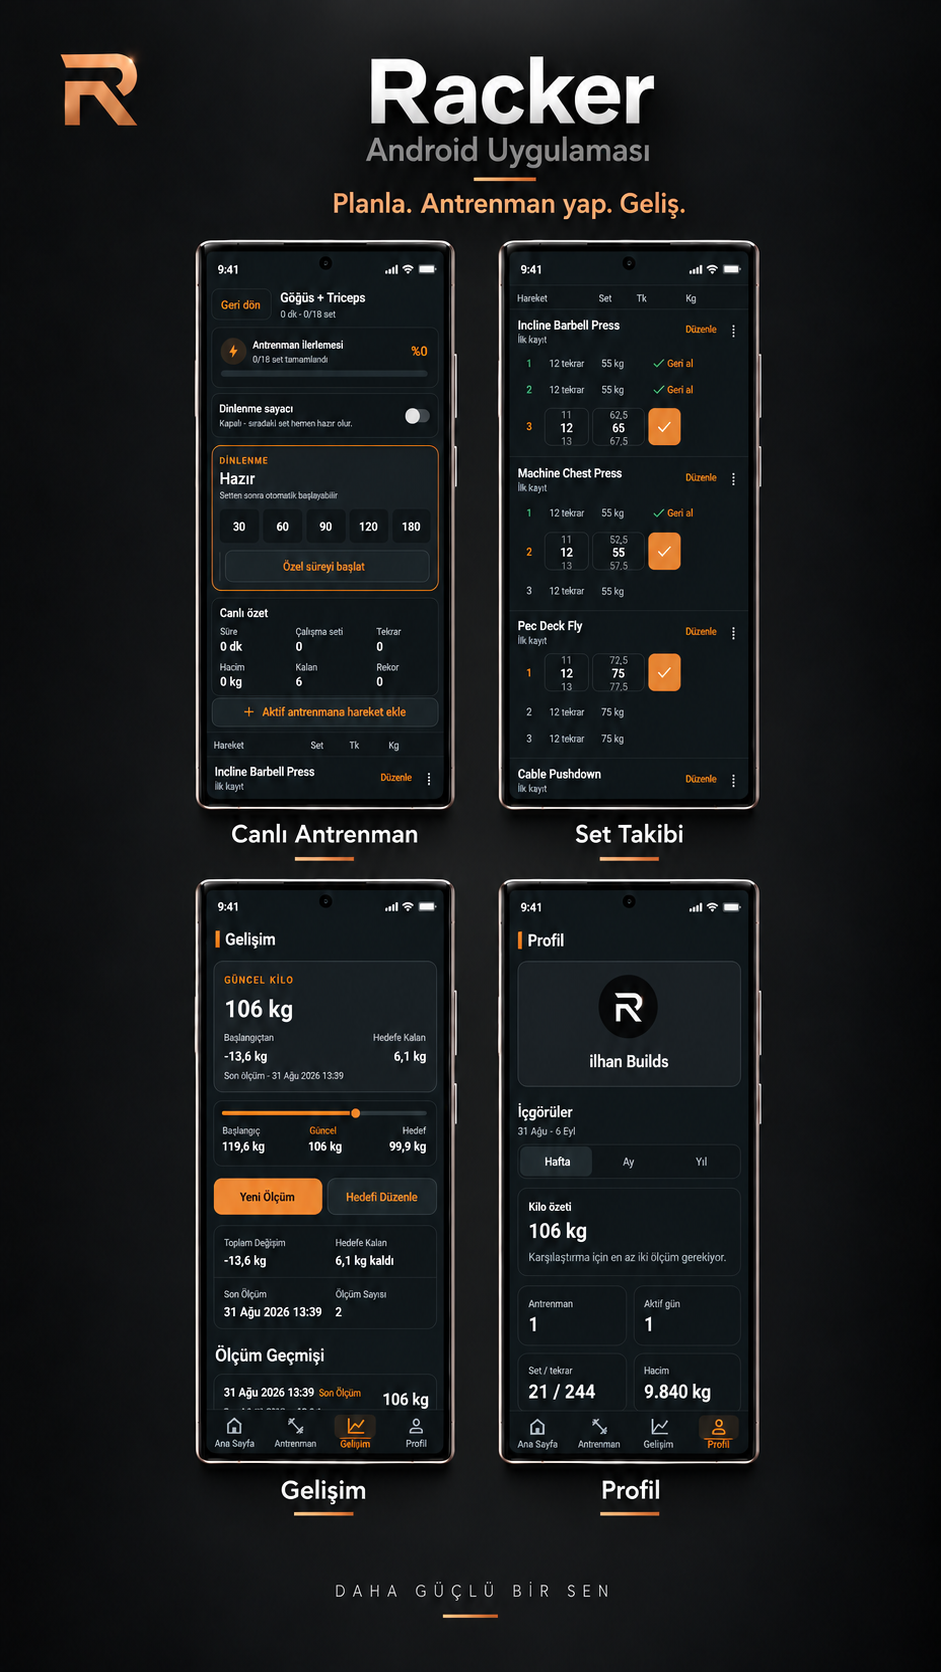 R
Racker
Android Uygulaması
Planla. Antrenman yap. Geliş.
9:41
Geri dön
Göğüs + Triceps
0 dk - 0/18 set
Antrenman ilerlemesi
0/18 set tamamlandı
%0
Dinlenme sayacı
Kapalı - sıradaki set hemen hazır olur.
DİNLENME
Hazır
Setten sonra otomatik başlayabilir
30 60 90 120 180
Özel süreyi başlat
Canlı özet
Süre Çalışma seti Tekrar
0 dk 0 0
Hacim Kalan Rekor
0 kg 6 0
+ Aktif antrenmana hareket ekle
Hareket Set Tk Kg
Incline Barbell Press
İlk kayıt
Düzenle
Canlı Antrenman
9:41
Hareket Set Tk Kg
Incline Barbell Press
İlk kayıt
Düzenle
1 12 tekrar 55 kg Geri al
2 12 tekrar 55 kg Geri al
11 62,5
3 12 65
13 67,5
Machine Chest Press
İlk kayıt
Düzenle
1 12 tekrar 55 kg Geri al
11 52,5
2 12 55
13 57,5
3 12 tekrar 55 kg
Pec Deck Fly
İlk kayıt
Düzenle
11 72,5
1 12 75
13 77,5
2 12 tekrar 75 kg
3 12 tekrar 75 kg
Cable Pushdown
İlk kayıt
Düzenle
Set Takibi
9:41
Gelişim
GÜNCEL KİLO
106 kg
Başlangıçtan Hedefe Kalan
-13,6 kg 6,1 kg
Son ölçüm - 31 Ağu 2026 13:39
Başlangıç Güncel Hedef
119,6 kg 106 kg 99,9 kg
Yeni Ölçüm Hedefi Düzenle
Toplam Değişim Hedefe Kalan
-13,6 kg 6,1 kg kaldı
Son Ölçüm Ölçüm Sayısı
31 Ağu 2026 13:39 2
Ölçüm Geçmişi
31 Ağu 2026 13:39 Son Ölçüm 106 kg
Ana Sayfa Antrenman Gelişim Profil
Gelişim
9:41
Profil
R
ilhan Builds
İçgörüler
31 Ağu - 6 Eyl
Hafta Ay Yıl
Kilo özeti
106 kg
Karşılaştırma için en az iki ölçüm gerekiyor.
Antrenman Aktif gün
1 1
Set / tekrar Hacim
21 / 244 9.840 kg
Ana Sayfa Antrenman Gelişim Profil
Profil
DAHA GÜÇLÜ BİR SEN